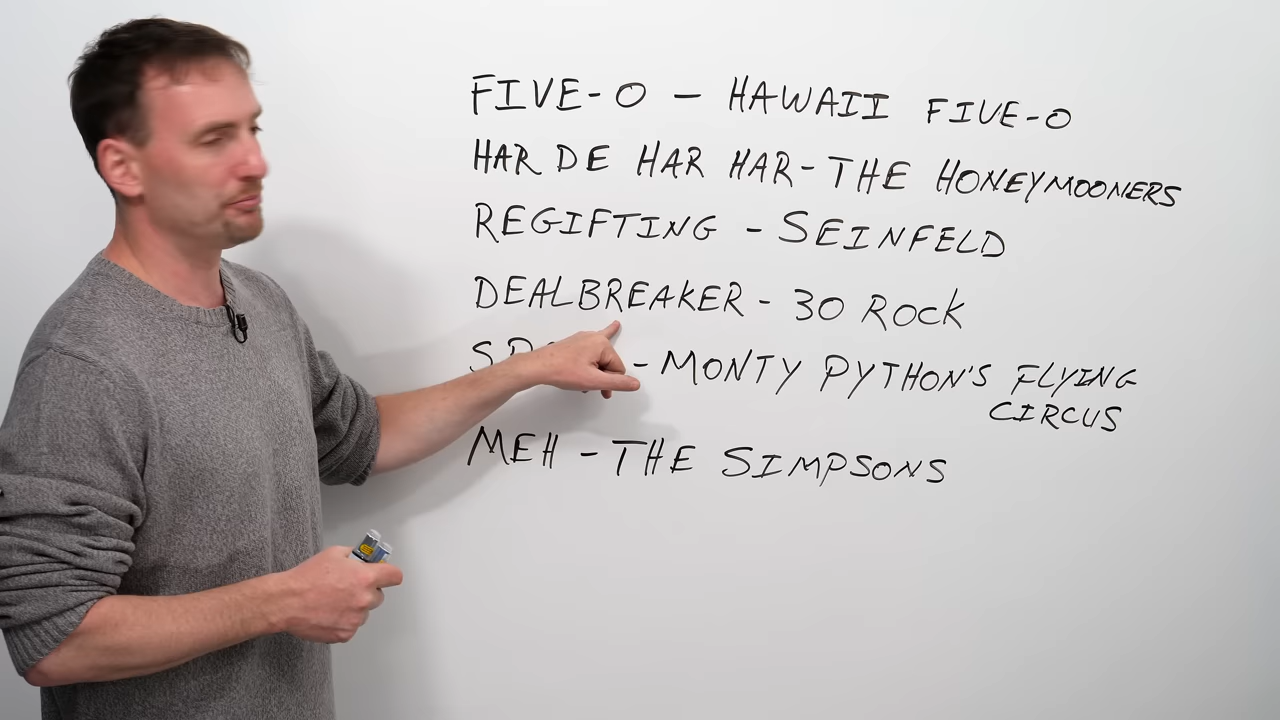 FIVE-O — HAWAII FIVE-O
HAR DE HAR HAR - THE HONEYMOONERS
REGIFTING - SEINFELD
DEALBREAKER - 30 ROCK
- MONTY PYTHON'S FLYING
CIRCUS
MEH - THE SIMPSONS